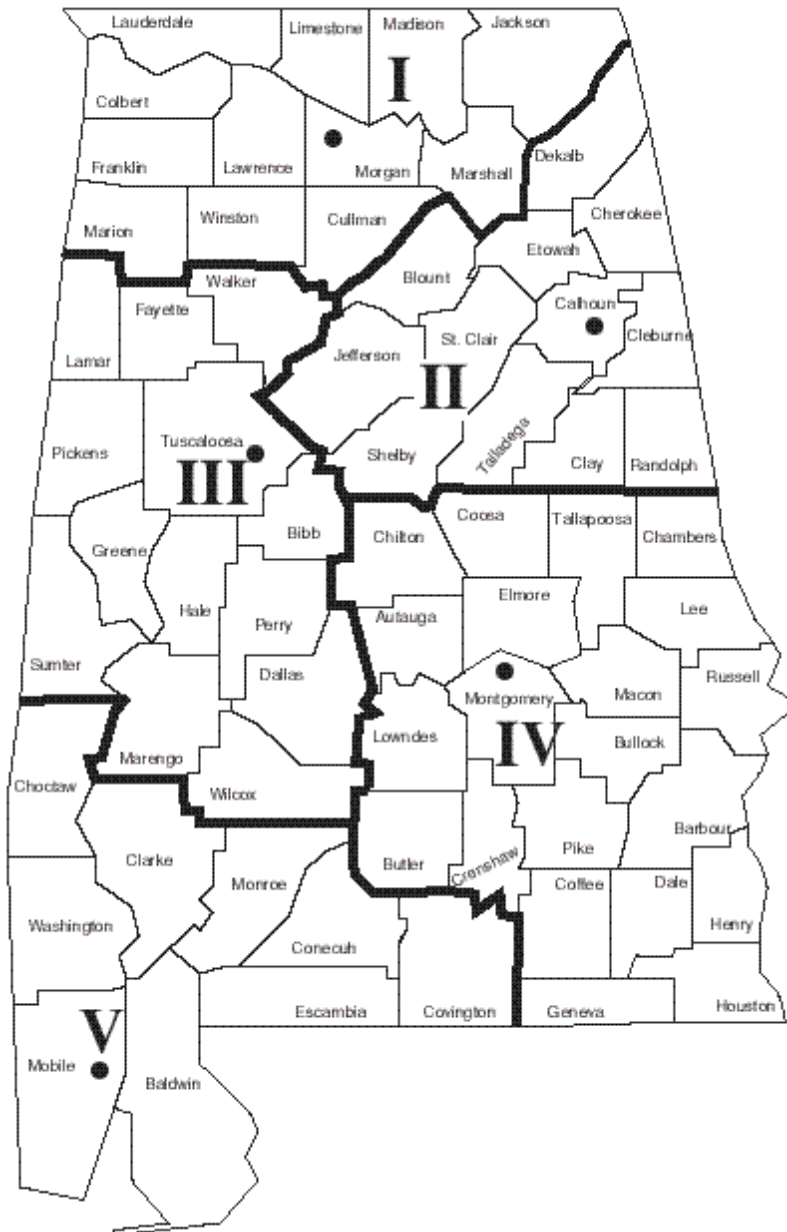 Lauderdale
Limestone
Madison
Jackson
I
Colbert
Franklin
Lawrence
Morgan
Marshall
Dekalb
Cherokee
Marion
Winston
Cullman
Etowah
Blount
Walker
Fayette
Calhoun
Cleburne
Lamar
Jefferson
St. Clair
II
Pickens
Tuscaloosa
III
Shelby
Talladega
Clay
Randolph
Greene
Bibb
Chilton
Coosa
Tallapoosa
Chambers
Hale
Perry
Autauga
Elmore
Lee
Sumter
Dallas
Montgomery
Macon
Russell
Marengo
Lowndes
IV
Bullock
Choctaw
Wilcox
Clarke
Butler
Crenshaw
Pike
Barbour
Monroe
Coffee
Dale
Washington
Conecuh
Henry
Escambia
Covington
Geneva
Houston
V
Mobile
Baldwin